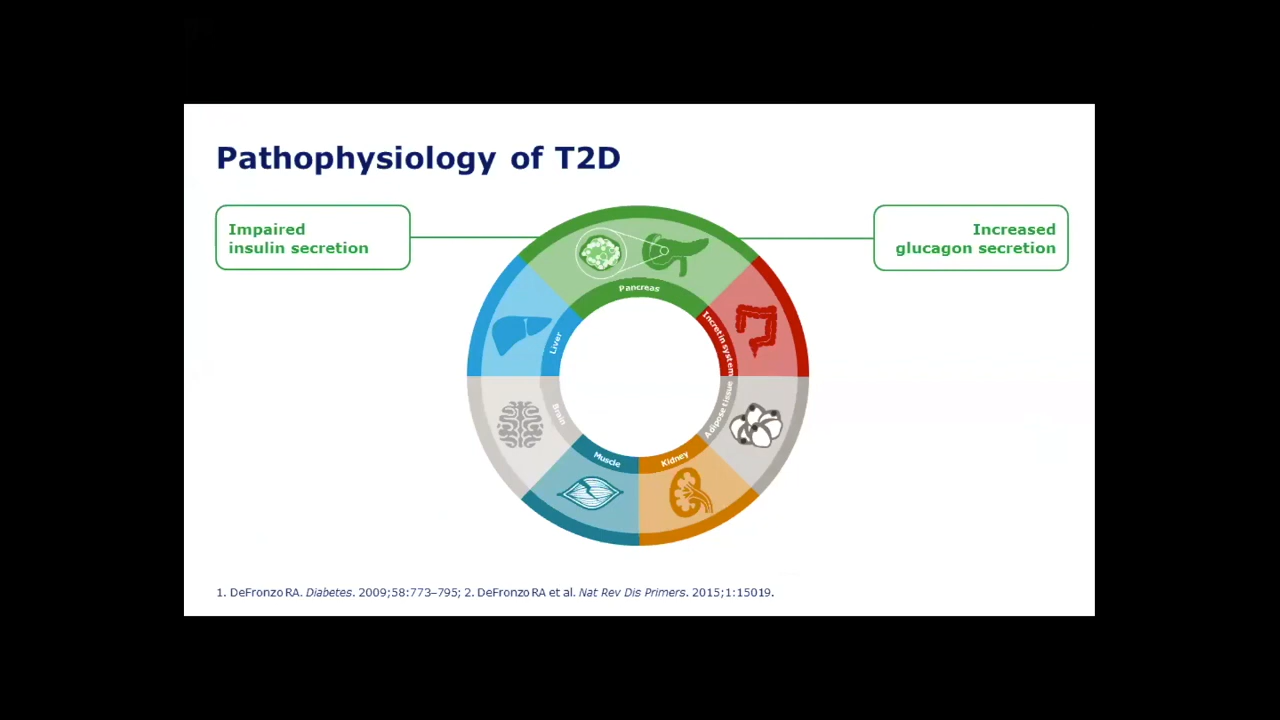 Pathophysiology of T2D
Impaired
insulin secretion
Increased
glucagon secretion
Pancreas
Liver
Incretin system
Brain
Adipose tissue
Muscle
Kidney
1. DeFronzo RA. Diabetes. 2009;58:773–795; 2. DeFronzo RA et al. Nat Rev Dis Primers. 2015;1:15019.